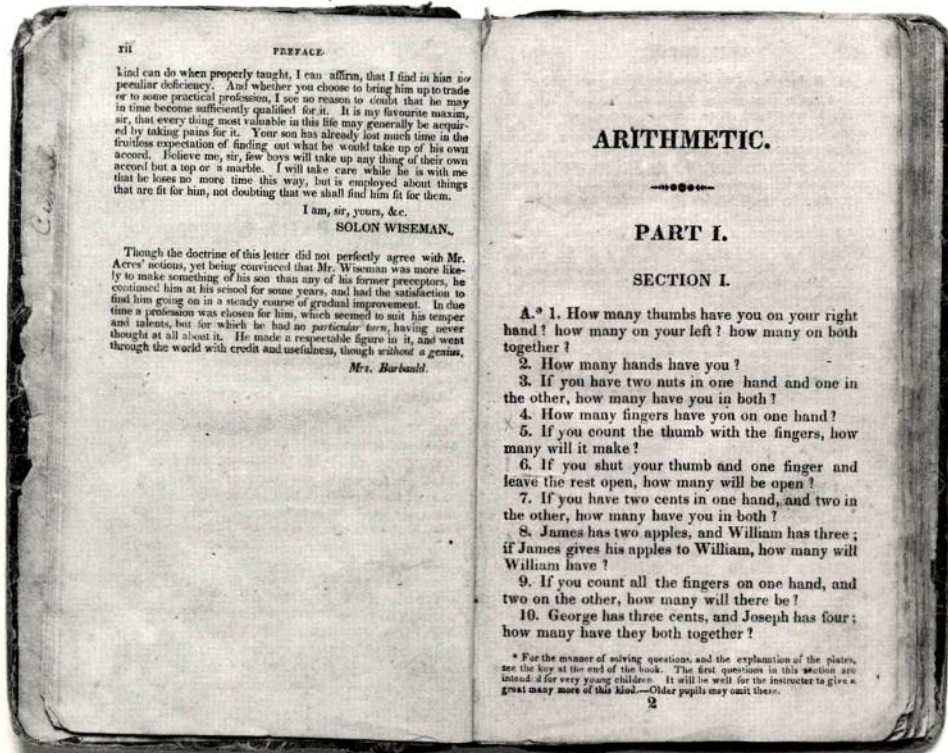 xii
PREFACE.
kind can do when properly taught, I can affirm, that I find in him no
peculiar deficiency. And whether you choose to bring him up to trade
or to some practical profession, I see no reason to doubt that he may
in time become sufficiently qualified for it. It is my favourite maxim,
sir, that every thing most valuable in this life may generally be acquir-
ed by taking pains for it. Your son has already lost much time in the
fruitless expectation of finding out what he would take up of his own
accord. Believe me, sir, few boys will take up any thing of their own
accord but a top or a marble. I will take care while he is with me
that he loses no more time this way, but is employed about things
that are fit for him, not doubting that we shall find him fit for them.
I am, sir, yours, &c.
SOLON WISEMAN.
Though the doctrine of this letter did not perfectly agree with Mr.
Acres' notions, yet being convinced that Mr. Wiseman was more like-
ly to make something of his son than any of his former preceptors, he
continued him at his school for some years, and had the satisfaction to
find him going on in a steady course of gradual improvement. In due
time a profession was chosen for him, which seemed to suit his temper
and talents, but for which he had no particular turn, having never
thought at all about it. He made a respectable figure in it, and went
through the world with credit and usefulness, though without a genius.
Mrs. Barbauld.
ARITHMETIC.
PART I.
SECTION I.
A.* 1. How many thumbs have you on your right
hand? how many on your left? how many on both
together?
2. How many hands have you?
3. If you have two nuts in one hand and one in
the other, how many have you in both?
4. How many fingers have you on one hand?
5. If you count the thumb with the fingers, how
many will it make?
6. If you shut your thumb and one finger and
leave the rest open, how many will be open?
7. If you have two cents in one hand, and two in
the other, how many have you in both?
8. James has two apples, and William has three;
if James gives his apples to William, how many will
William have?
9. If you count all the fingers on one hand, and
two on the other, how many will there be?
10. George has three cents, and Joseph has four;
how many have they both together?
* For the manner of solving questions, and the explanation of the plates,
see the key at the end of the book. The first questions in this section are
intended for very young children. It will be well for the instructer to give a
great many more of this kind.—Older pupils may omit these.
2